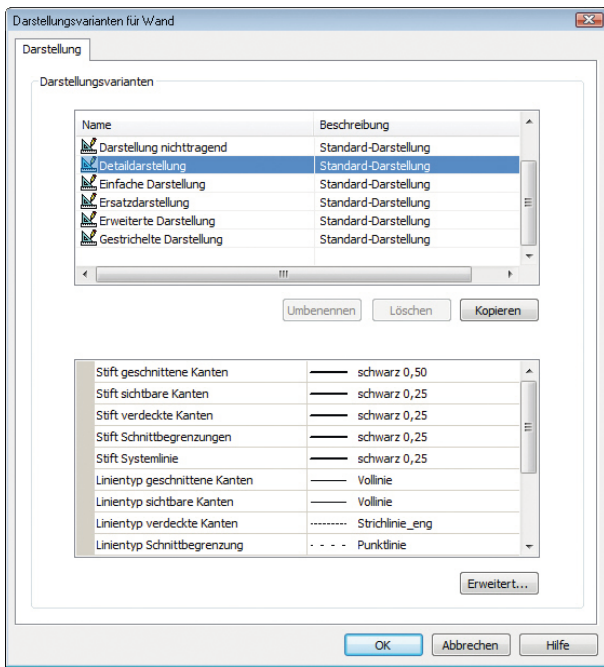 Darstellungsvarianten für Wand
Darstellung
Darstellungsvarianten
Name Beschreibung
Darstellung nichttragend Standard-Darstellung
Detaildarstellung Standard-Darstellung
Einfache Darstellung Standard-Darstellung
Ersatzdarstellung Standard-Darstellung
Erweiterte Darstellung Standard-Darstellung
Gestrichelte Darstellung Standard-Darstellung
Umbenennen Löschen Kopieren
Stift geschnittene Kanten schwarz 0,50
Stift sichtbare Kanten schwarz 0,25
Stift verdeckte Kanten schwarz 0,25
Stift Schnittbegrenzungen schwarz 0,25
Stift Systemlinie schwarz 0,25
Linientyp geschnittene Kanten Vollinie
Linientyp sichtbare Kanten Vollinie
Linientyp verdeckte Kanten Strichlinie_eng
Linientyp Schnittbegrenzung Punktlinie
Erweitert...
OK Abbrechen Hilfe